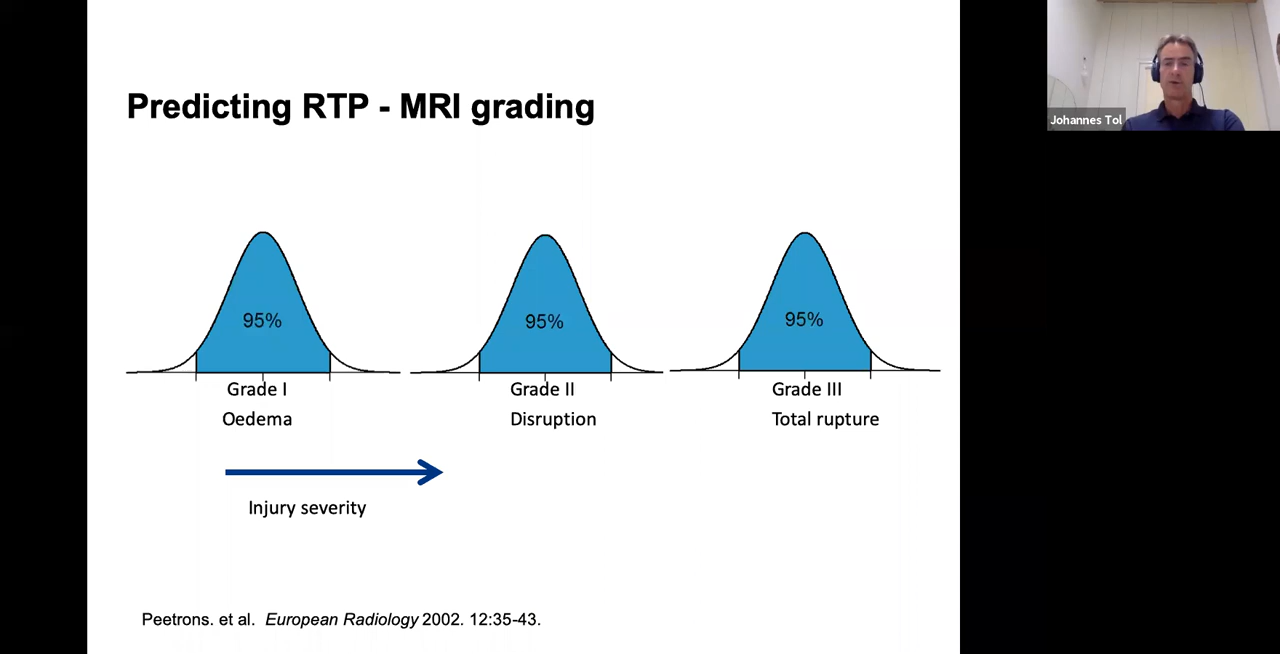 Predicting RTP - MRI grading
Johannes Tol
95%
95%
95%
Grade I
Grade II
Grade III
Oedema
Disruption
Total rupture
Injury severity
Peetrons. et al. European Radiology 2002. 12:35-43.